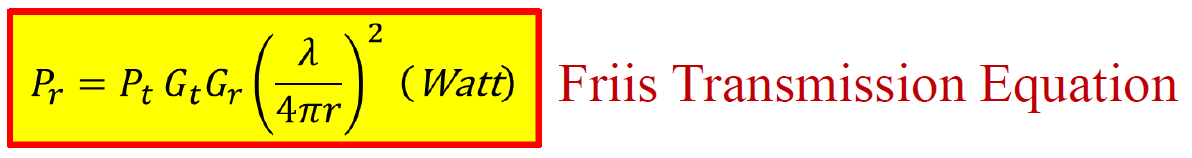 P_r = P_t G_t G_r (λ / 4πr)^2 (Watt) Friis Transmission Equation